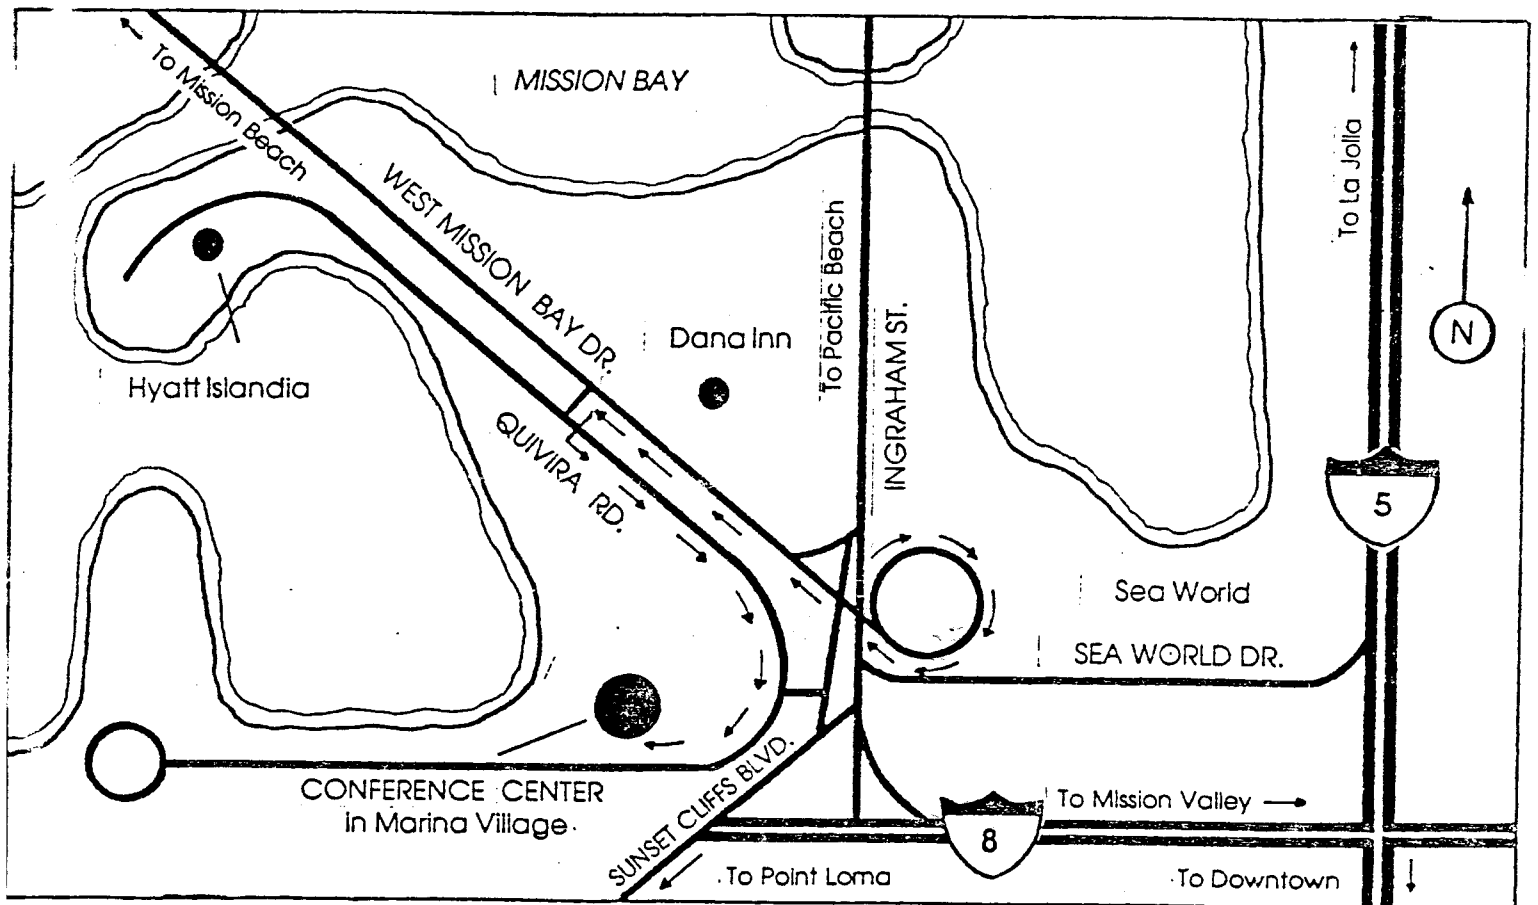 To Mission Beach
MISSION BAY
WEST MISSION BAY DR.
To Pacific Beach
INGRAHAM ST.
To La Jolla
N
Dana Inn
Hyatt Islandia
QUIVIRA RD.
5
Sea World
SEA WORLD DR.
CONFERENCE CENTER
in Marina Village
SUNSET CLIFFS BLVD.
To Mission Valley
8
To Point Loma
To Downtown